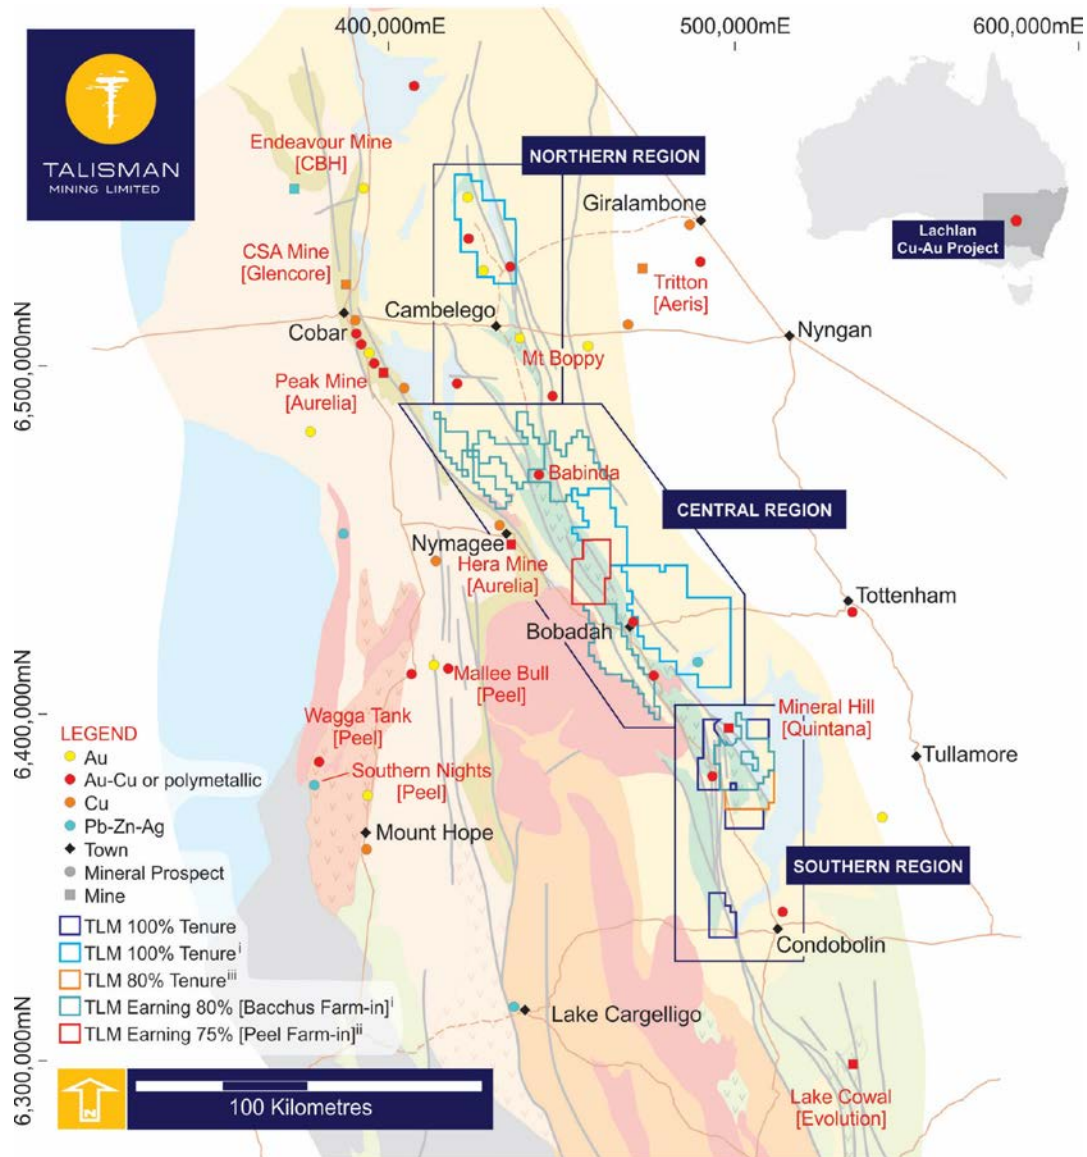 400,000mE
500,000mE
600,000mE
TALISMAN
MINING LIMITED
Endeavour Mine
[CBH]
NORTHERN REGION
Giralambone
Lachlan
Cu-Au Project
CSA Mine
[Glencore]
Tritton
[Aeris]
Cambelego
Cobar
Nyngan
Mt Boppy
6,500,000mN
Peak Mine
[Aurelia]
Babinda
CENTRAL REGION
Nymagee
Hera Mine
[Aurelia]
Tottenham
Bobadah
Mallee Bull
[Peel]
Mineral Hill
[Quintana]
6,400,000mN
Wagga Tank
[Peel]
Southern Nights
[Peel]
Tullamore
Mount Hope
SOUTHERN REGION
Condobolin
LEGEND
Au
Au-Cu or polymetallic
Cu
Pb-Zn-Ag
Town
Mineral Prospect
Mine
TLM 100% Tenure
TLM 100% Tenure i
TLM 80% Tenure iii
TLM Earning 80% [Bacchus Farm-in] i
TLM Earning 75% [Peel Farm-in] ii
Lake Cargelligo
6,300,000mN
N
100 Kilometres
Lake Cowal
[Evolution]